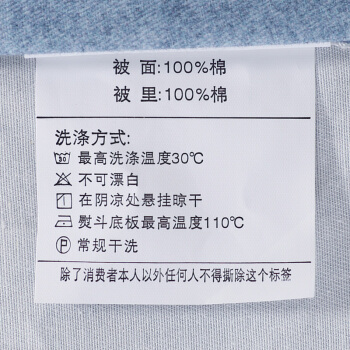 被 面:100%棉
被 里:100%棉
洗涤方式:
30 最高洗涤温度30℃
不可漂白
在阴凉处悬挂晾干
熨斗底板最高温度110℃
P 常规干洗
除了消费者本人以外任何人不得撕除这个标签